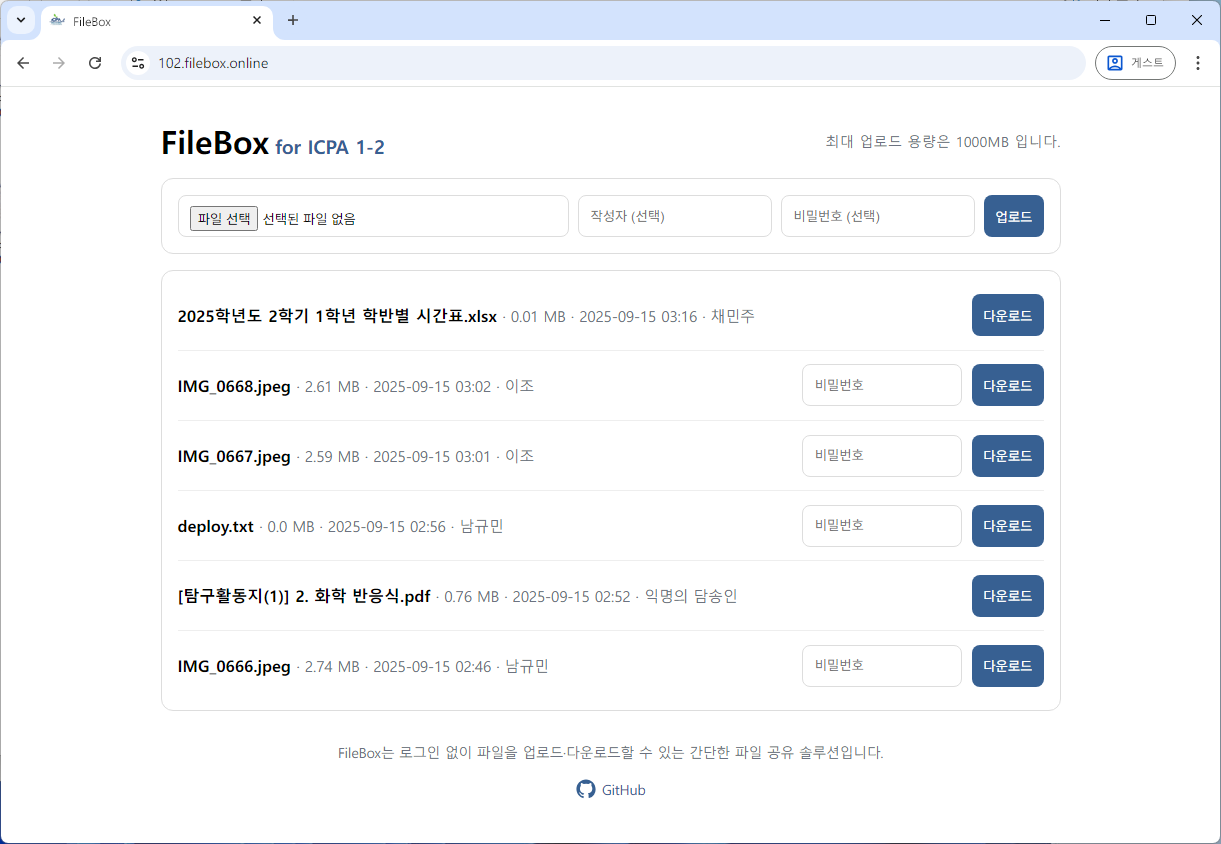 FileBox
102.filebox.online
게스트
FileBox for ICPA 1-2
최대 업로드 용량은 1000MB 입니다.
파일 선택 선택된 파일 없음
작성자 (선택)
비밀번호 (선택)
업로드
2025학년도 2학기 1학년 학반별 시간표.xlsx · 0.01 MB · 2025-09-15 03:16 · 채민주
다운로드
IMG_0668.jpeg · 2.61 MB · 2025-09-15 03:02 · 이조
비밀번호
다운로드
IMG_0667.jpeg · 2.59 MB · 2025-09-15 03:01 · 이조
비밀번호
다운로드
deploy.txt · 0.0 MB · 2025-09-15 02:56 · 남규민
비밀번호
다운로드
[탐구활동지(1)] 2. 화학 반응식.pdf · 0.76 MB · 2025-09-15 02:52 · 익명의 담송인
다운로드
IMG_0666.jpeg · 2.74 MB · 2025-09-15 02:46 · 남규민
비밀번호
다운로드
FileBox는 로그인 없이 파일을 업로드·다운로드할 수 있는 간단한 파일 공유 솔루션입니다.
GitHub